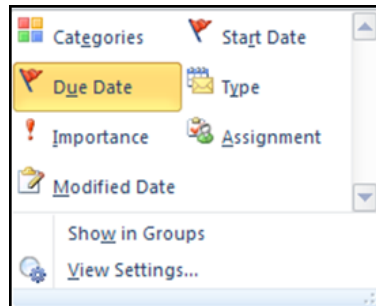 Categories Start Date
Due Date Type
Importance Assignment
Modified Date
Show in Groups
View Settings...